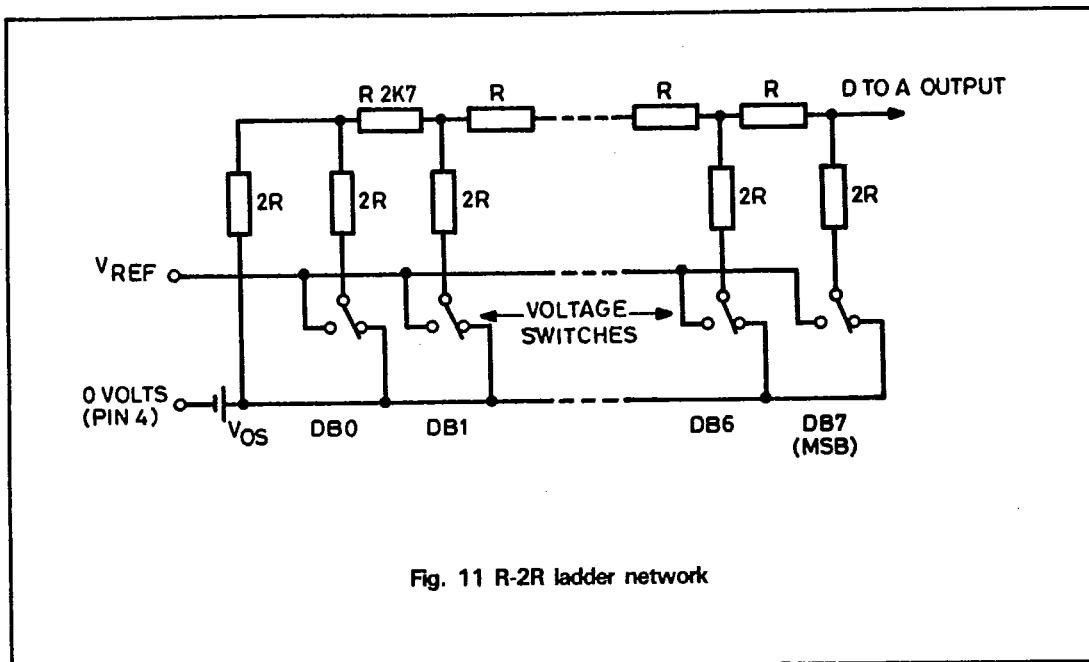 R 2K7 R R R D TO A OUTPUT
2R 2R 2R 2R 2R
VREF
VOLTAGE
SWITCHES
0 VOLTS
(PIN 4)
VOS DB0 DB1 DB6 DB7
(MSB)
Fig. 11 R-2R ladder network